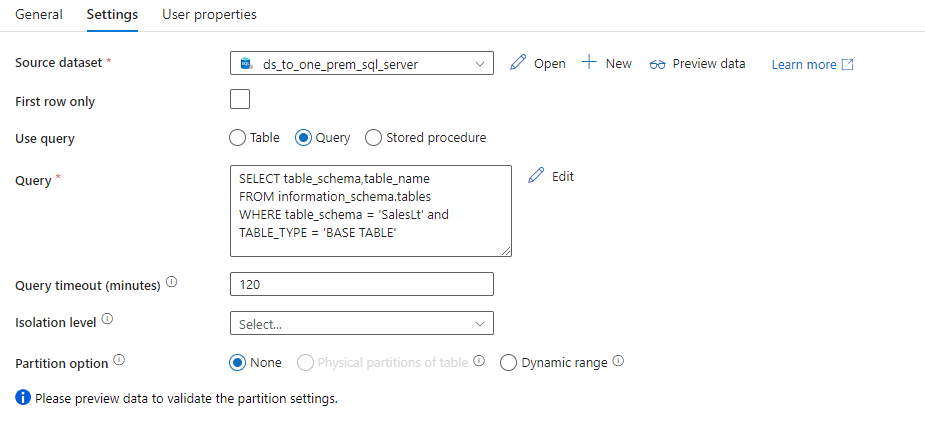 General Settings User properties
Source dataset * ds_to_one_prem_sql_server Open New Preview data Learn more
First row only
Use query Table Query Stored procedure
Query * Edit
SELECT table_schema,table_name
FROM information_schema.tables
WHERE table_schema = 'SalesLt' and
TABLE_TYPE = 'BASE TABLE'
Query timeout (minutes) 120
Isolation level Select...
Partition option None Physical partitions of table Dynamic range
Please preview data to validate the partition settings.